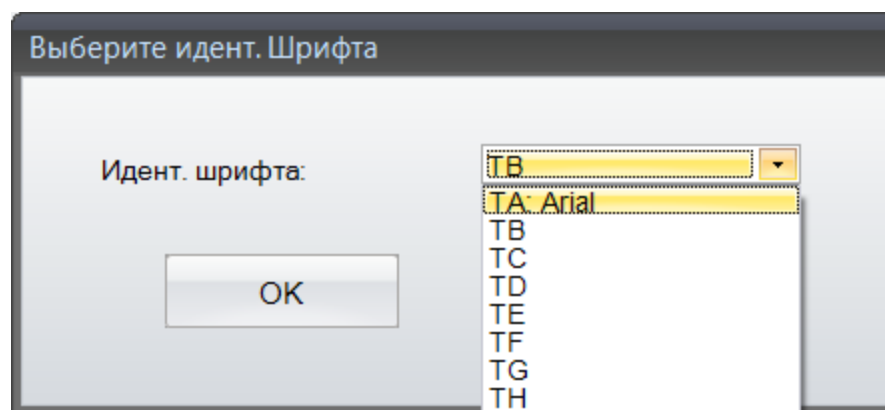 Выберите идент. Шрифта
Идент. шрифта:
TB
TA: Arial
TB
TC
TD
TE
TF
TG
TH
OK